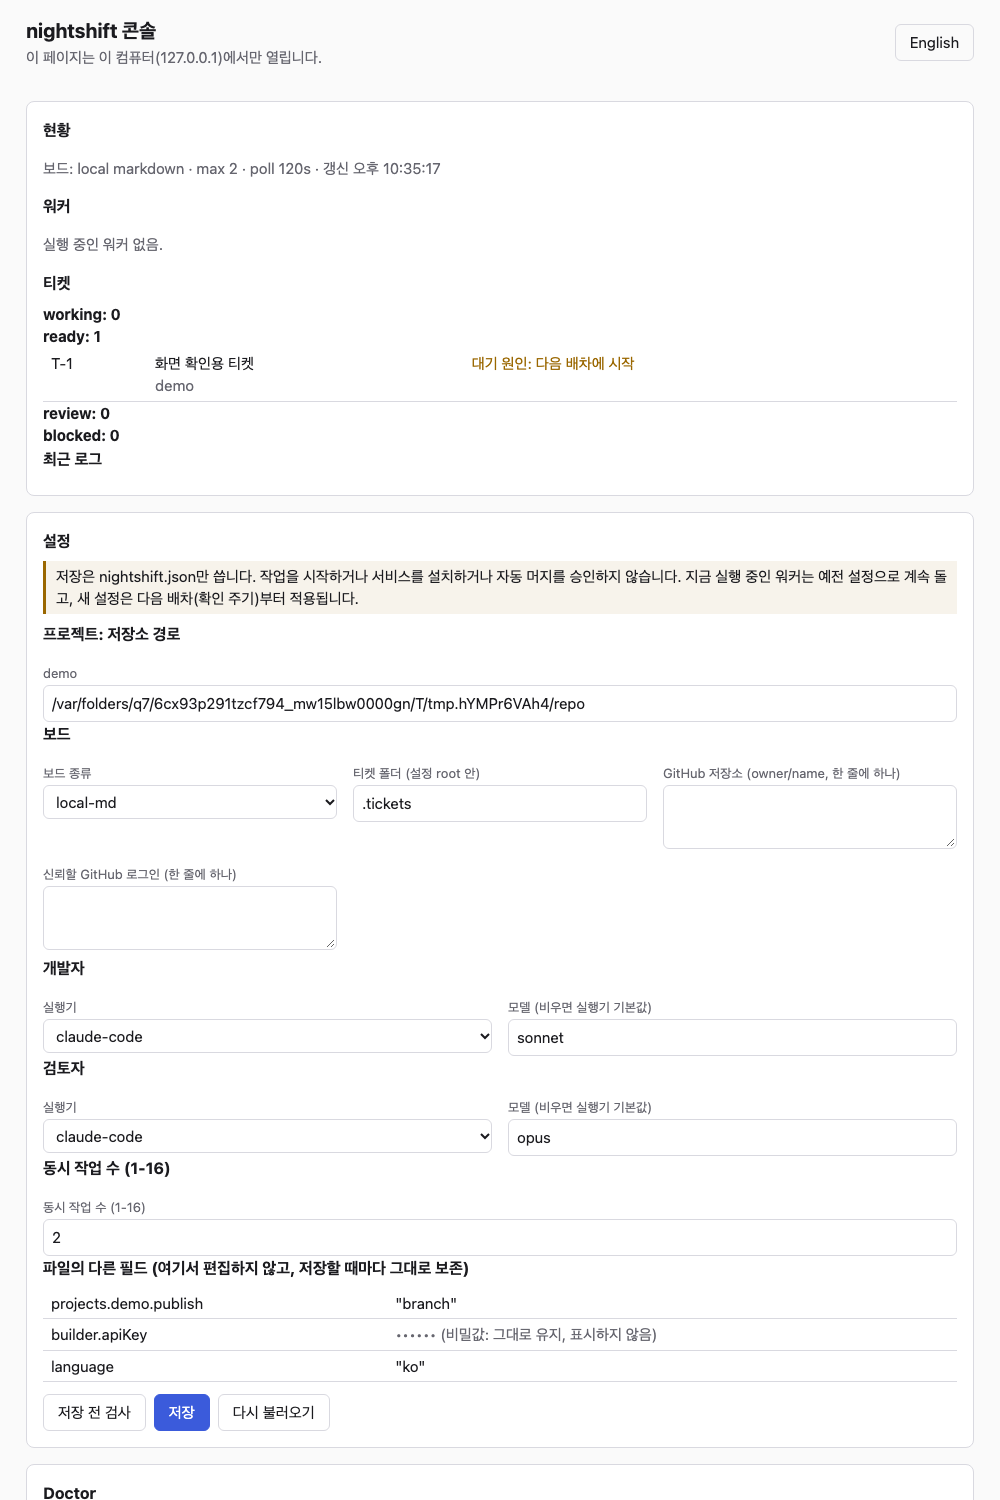 nightshift 콘솔
이 페이지는 이 컴퓨터(127.0.0.1)에서만 열립니다.
English
현황
보드: local markdown · max 2 · poll 120s · 갱신 오후 10:35:17
워커
실행 중인 워커 없음.
티켓
working: 0
ready: 1
T-1 화면 확인용 티켓 대기 원인: 다음 배차에 시작
demo
review: 0
blocked: 0
최근 로그
설정
저장은 nightshift.json만 씁니다. 작업을 시작하거나 서비스를 설치하거나 자동 머지를 승인하지 않습니다. 지금 실행 중인 워커는 예전 설정으로 계속 돌
고, 새 설정은 다음 배차(확인 주기)부터 적용됩니다.
프로젝트: 저장소 경로
demo
/var/folders/q7/6cx93p291tzcf794_mw15lbw0000gn/T/tmp.hYMPr6VAh4/repo
보드
보드 종류 티켓 폴더 (설정 root 안) GitHub 저장소 (owner/name, 한 줄에 하나)
local-md .tickets
신뢰할 GitHub 로그인 (한 줄에 하나)
개발자
실행기 모델 (비우면 실행기 기본값)
claude-code sonnet
검토자
실행기 모델 (비우면 실행기 기본값)
claude-code opus
동시 작업 수 (1-16)
동시 작업 수 (1-16)
2
파일의 다른 필드 (여기서 편집하지 않고, 저장할 때마다 그대로 보존)
projects.demo.publish "branch"
builder.apiKey •••••• (비밀값: 그대로 유지, 표시하지 않음)
language "ko"
저장 전 검사 저장 다시 불러오기
Doctor